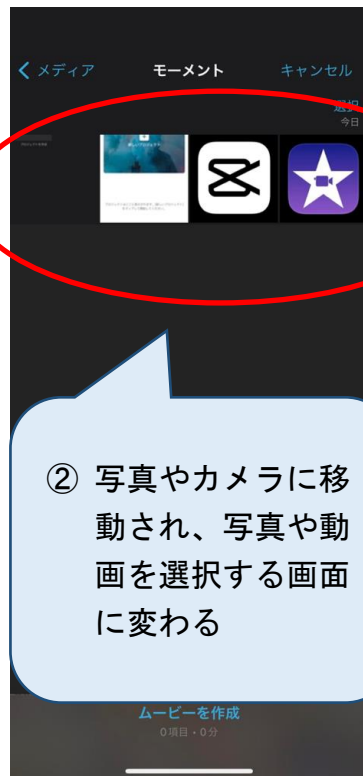 メディア モーメント キャンセル
選択
今日
② 写真やカメラに移
動され、写真や動
画を選択する画面
に変わる
ムービーを作成
0項目・0分